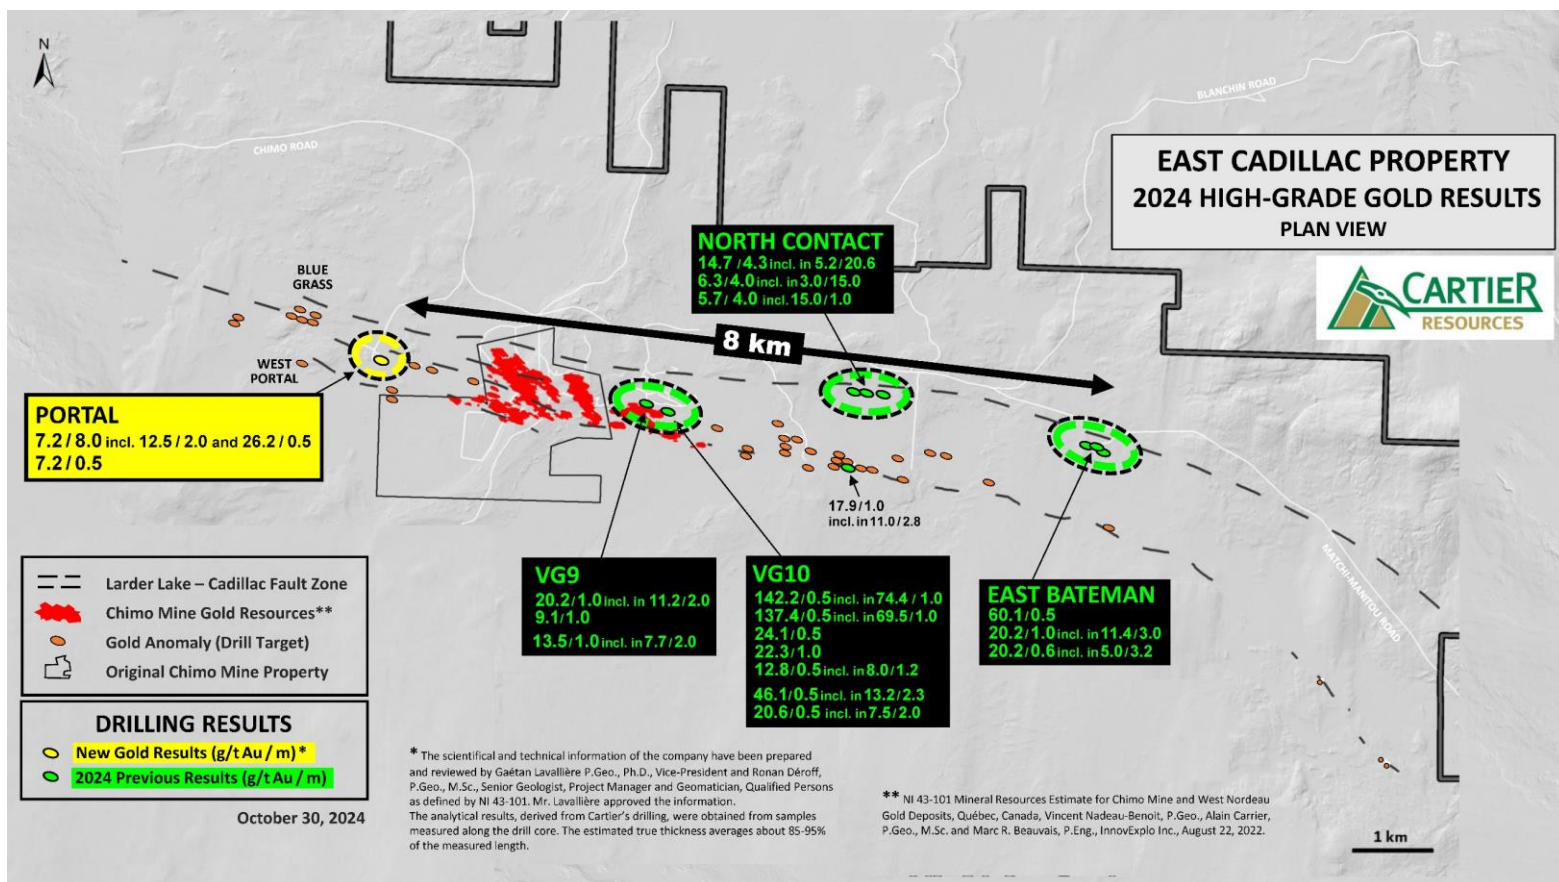 N
CHIMO ROAD
BLANCHIN ROAD
EAST CADILLAC PROPERTY
2024 HIGH-GRADE GOLD RESULTS
PLAN VIEW
CARTIER
RESOURCES
NORTH CONTACT
14.7 /4.3 incl. in 5.2/20.6
6.3/4.0 incl. in 3.0/15.0
5.7/ 4.0 incl. 15.0/1.0
BLUE
GRASS
8 km
WEST
PORTAL
PORTAL
7.2 / 8.0 incl. 12.5 / 2.0 and 26.2 / 0.5
7.2 / 0.5
17.9/1.0
incl. in 11.0/2.8
VG9
20.2/1.0 incl. in 11.2/2.0
9.1/1.0
13.5/1.0 incl. in 7.7/2.0
VG10
142.2/0.5 incl. in 74.4 / 1.0
137.4/0.5 incl. in 69.5/1.0
24.1/0.5
22.3/1.0
12.8/0.5 incl. in 8.0/1.2
46.1/0.5 incl. in 13.2/2.3
20.6/0.5 incl. in 7.5/2.0
EAST BATEMAN
60.1/0.5
20.2/1.0 incl. in 11.4/3.0
20.2/0.6 incl. in 5.0/3.2
MATCHI-MANITOU ROAD
Larder Lake – Cadillac Fault Zone
Chimo Mine Gold Resources**
Gold Anomaly (Drill Target)
Original Chimo Mine Property
DRILLING RESULTS
New Gold Results (g/t Au / m)*
2024 Previous Results (g/t Au / m)
October 30, 2024
* The scientifical and technical information of the company have been prepared
and reviewed by Gaétan Lavallière P.Geo., Ph.D., Vice-President and Ronan Déroff,
P.Geo., M.Sc., Senior Geologist, Project Manager and Geomatician, Qualified Persons
as defined by NI 43-101. Mr. Lavallière approved the information.
The analytical results, derived from Cartier's drilling, were obtained from samples
measured along the drill core. The estimated true thickness averages about 85-95%
of the measured length.
** NI 43-101 Mineral Resources Estimate for Chimo Mine and West Nordeau
Gold Deposits, Québec, Canada, Vincent Nadeau-Benoit, P.Geo., Alain Carrier,
P.Geo., M.Sc. and Marc R. Beauvais, P.Eng., InnovExplo Inc., August 22, 2022.
1 km